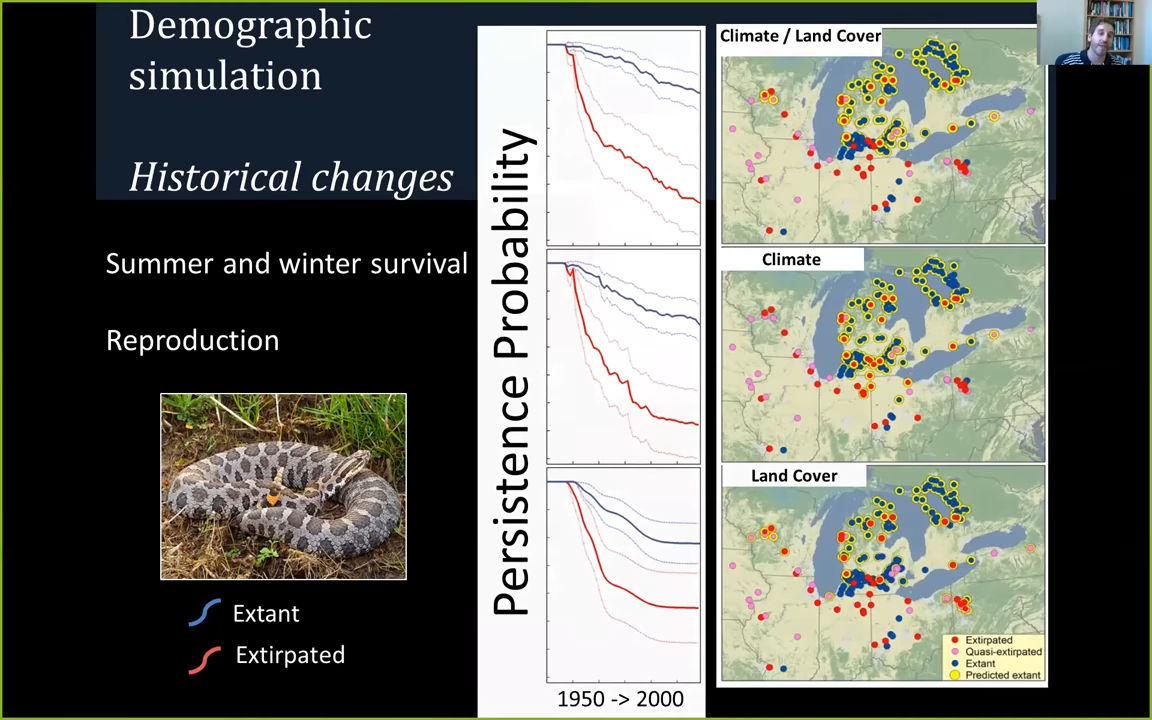 Demographic
simulation
Historical changes
Summer and winter survival
Reproduction
Extant
Extirpated
Persistence Probability
1950 -> 2000
Climate / Land Cover
Climate
Land Cover
Extirpated
Quasi-extirpated
Extant
Predicted extant